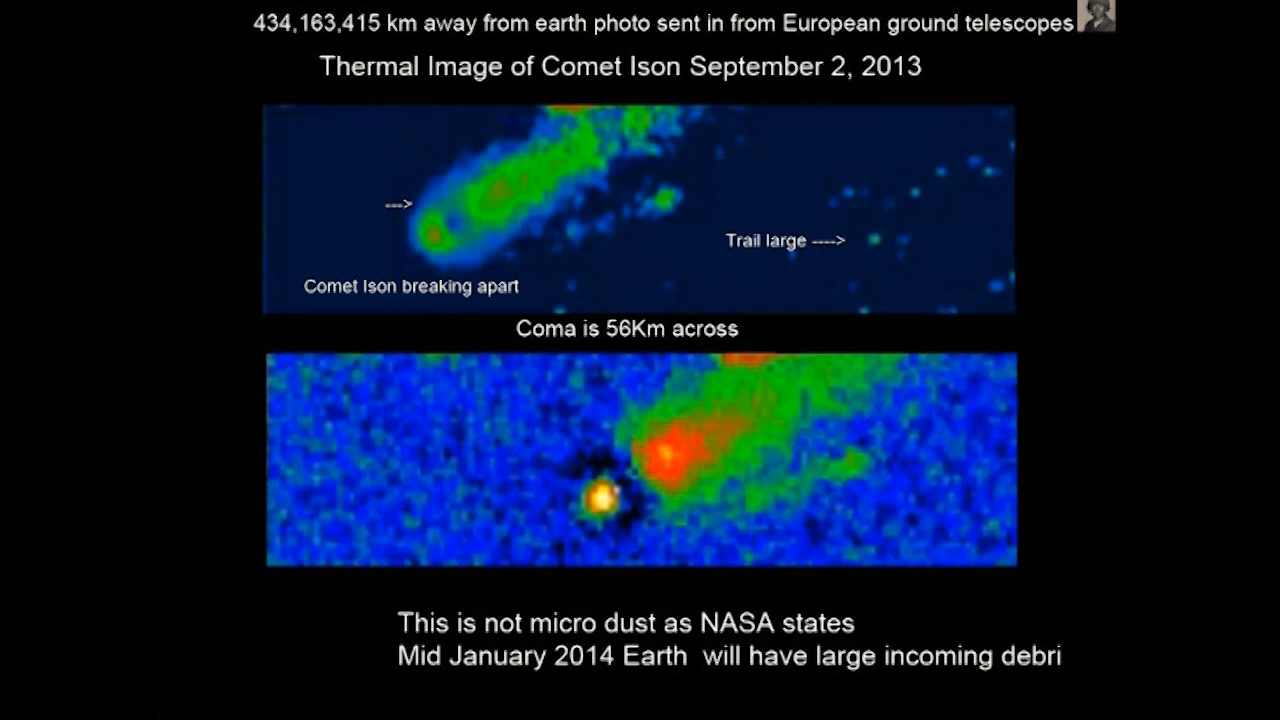 434,163,415 km away from earth photo sent in from European ground telescopes
Thermal Image of Comet Ison September 2, 2013
--->
Trail large ---->
Comet Ison breaking apart
Coma is 56Km across
This is not micro dust as NASA states
Mid January 2014 Earth will have large incoming debri